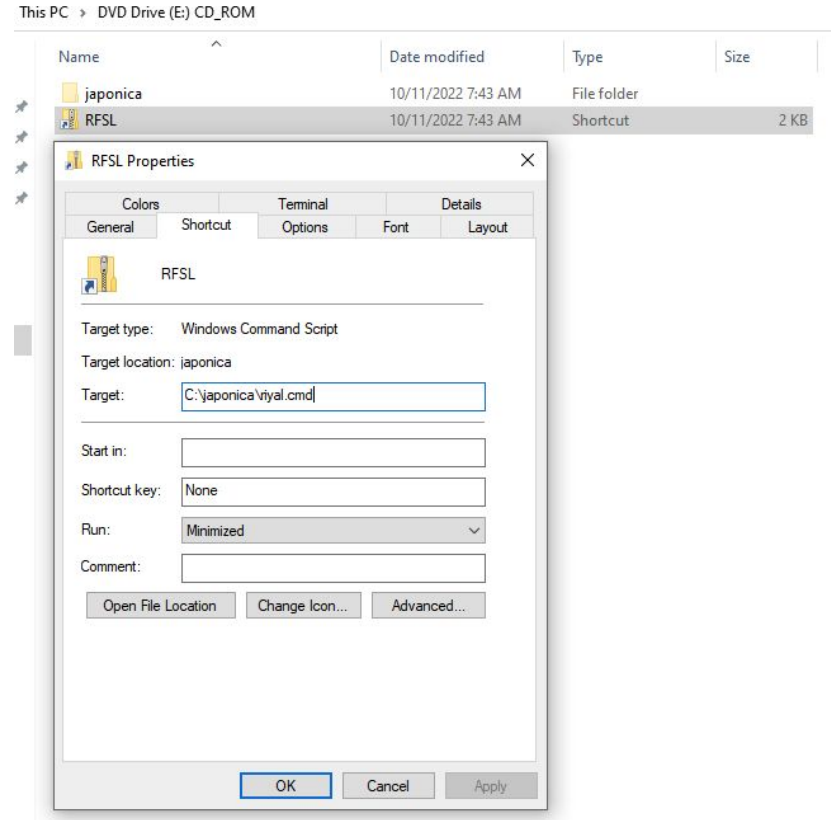 This PC > DVD Drive (E:) CD_ROM
Name Date modified Type Size
japonica 10/11/2022 7:43 AM File folder
RFSL 10/11/2022 7:43 AM Shortcut 2 KB
RFSL Properties
Colors Terminal Details
General Shortcut Options Font Layout
RFSL
Target type: Windows Command Script
Target location: japonica
Target: C:\japonica\riyal.cmd
Start in:
Shortcut key: None
Run: Minimized
Comment:
Open File Location Change Icon... Advanced...
OK Cancel Apply